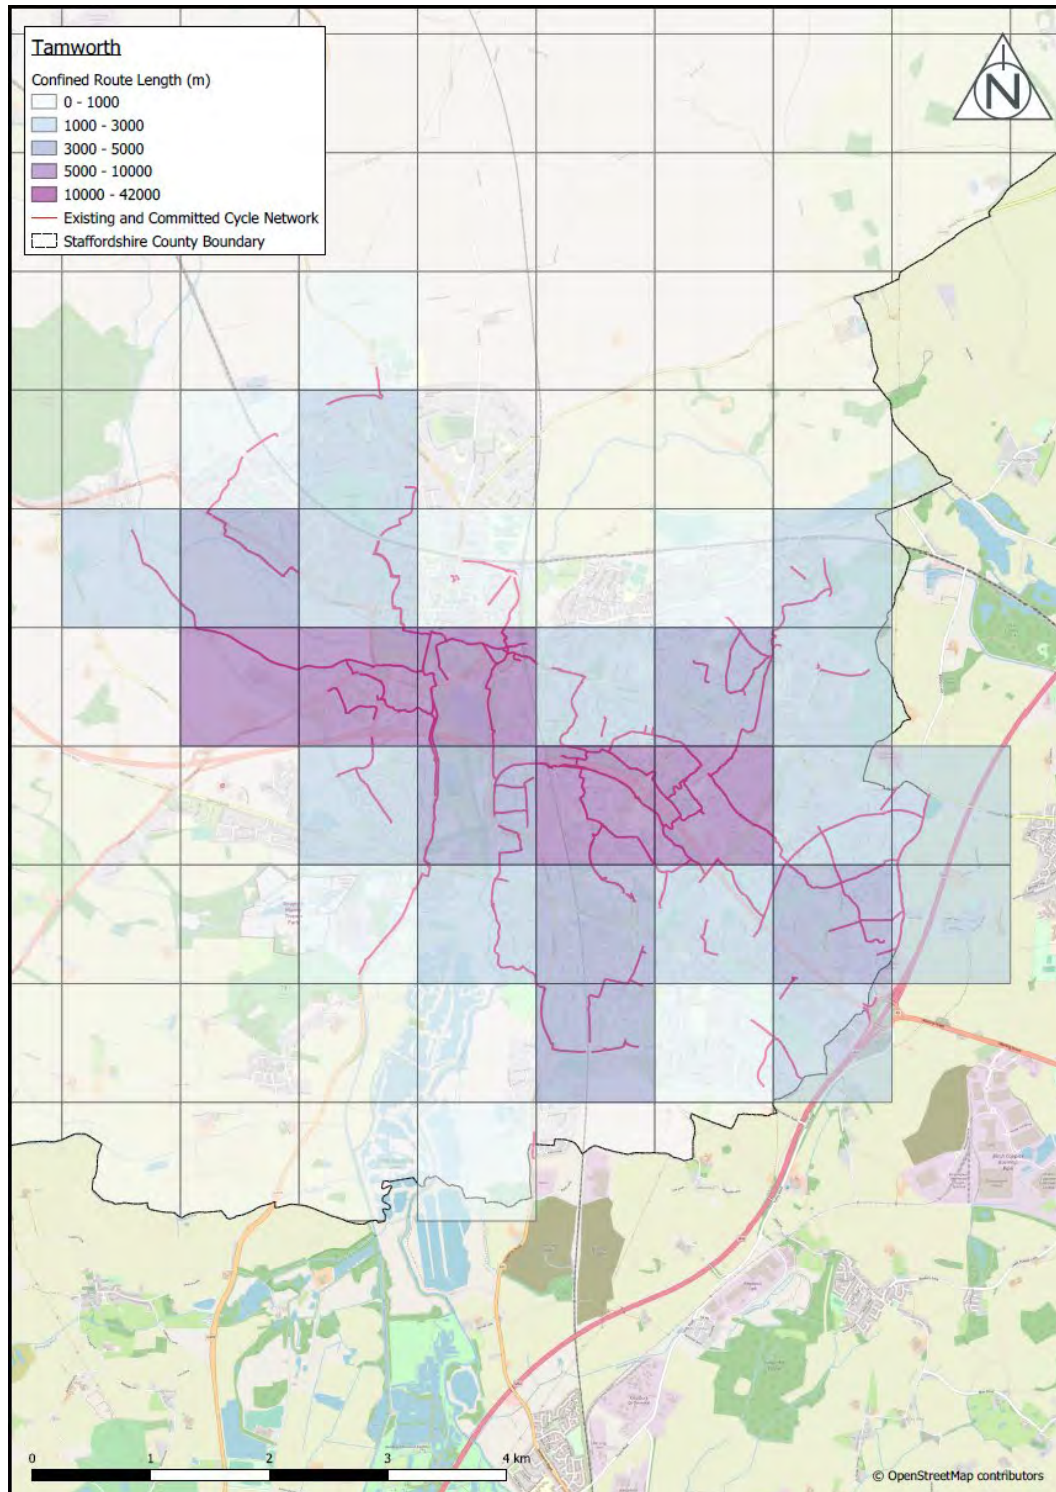 Tamworth
Confined Route Length (m)
0 - 1000
1000 - 3000
3000 - 5000
5000 - 10000
10000 - 42000
Existing and Committed Cycle Network
Staffordshire County Boundary
N
0 1 2 3 4 km
© OpenStreetMap contributors